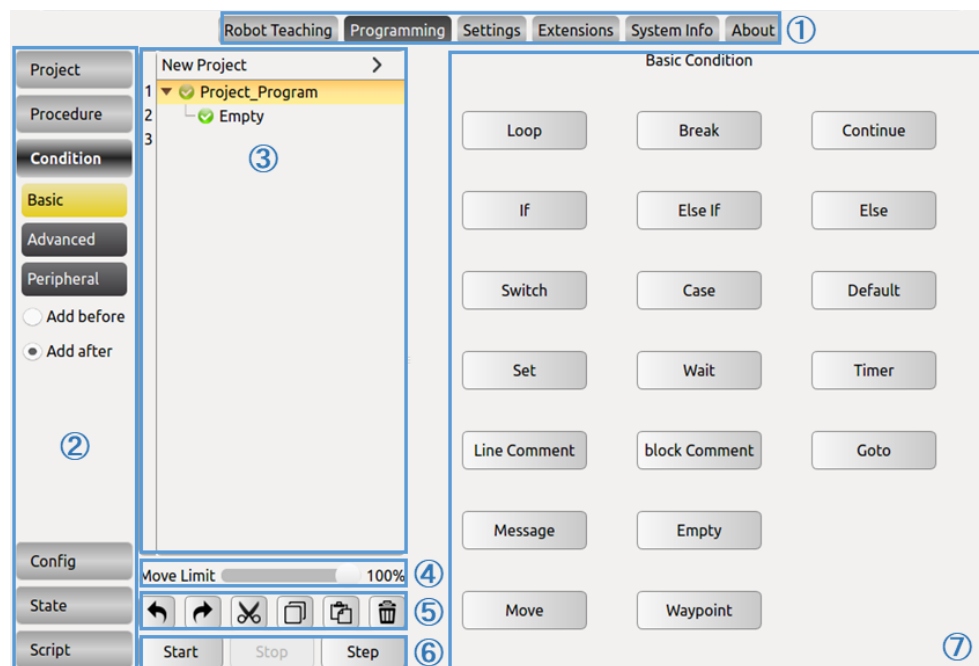 Robot Teaching Programming Settings Extensions System Info About ①
Project
Procedure
Condition
Basic
Advanced
Peripheral
Add before
Add after
②
Config
State
Script
New Project >
1 Project_Program
2 Empty
3
③
Move Limit 100% ④
⑤
Start Stop Step ⑥
Basic Condition
Loop Break Continue
If Else If Else
Switch Case Default
Set Wait Timer
Line Comment block Comment Goto
Message Empty
Move Waypoint
⑦